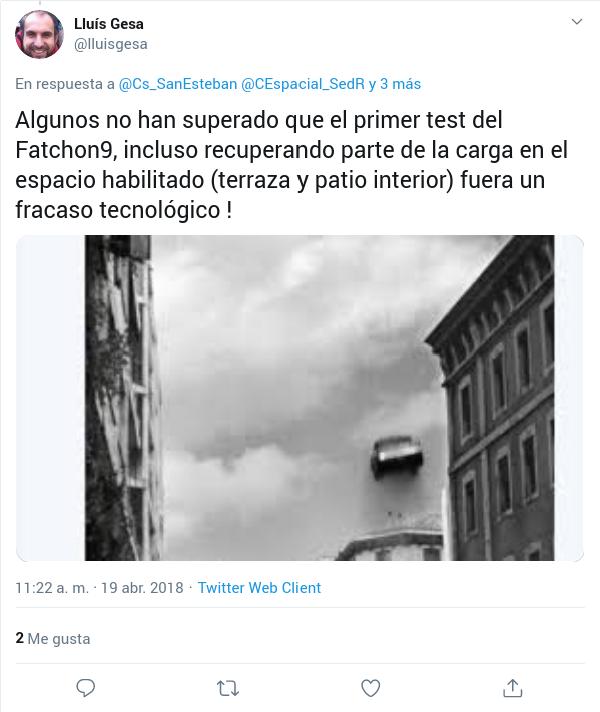 Lluís Gesa
@lluisgesa
En respuesta a @Cs_SanEsteban @CEspacial_SedR y 3 más
Algunos no han superado que el primer test del
Fatchon9, incluso recuperando parte de la carga en el
espacio habilitado (terraza y patio interior) fuera un
fracaso tecnológico !
11:22 a. m. · 19 abr. 2018 · Twitter Web Client
2 Me gusta